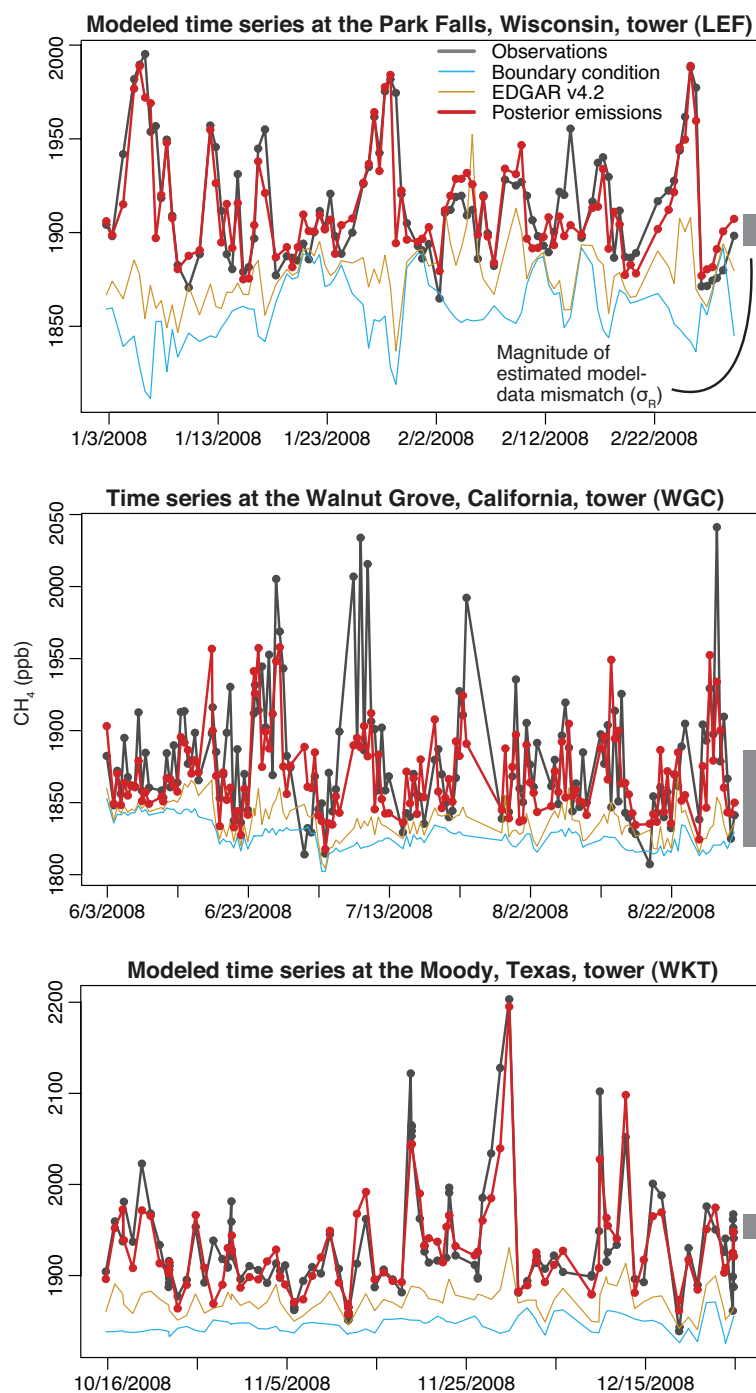 Modeled time series at the Park Falls, Wisconsin, tower (LEF)
Observations
Boundary condition
EDGAR v4.2
Posterior emissions
2000
1950
1900
1850
Magnitude of
estimated model-
data mismatch (σR)
1/3/2008 1/13/2008 1/23/2008 2/2/2008 2/12/2008 2/22/2008
Time series at the Walnut Grove, California, tower (WGC)
CH4 (ppb)
2050
2000
1950
1900
1850
1800
6/3/2008 6/23/2008 7/13/2008 8/2/2008 8/22/2008
Modeled time series at the Moody, Texas, tower (WKT)
2200
2100
2000
1900
10/16/2008 11/5/2008 11/25/2008 12/15/2008